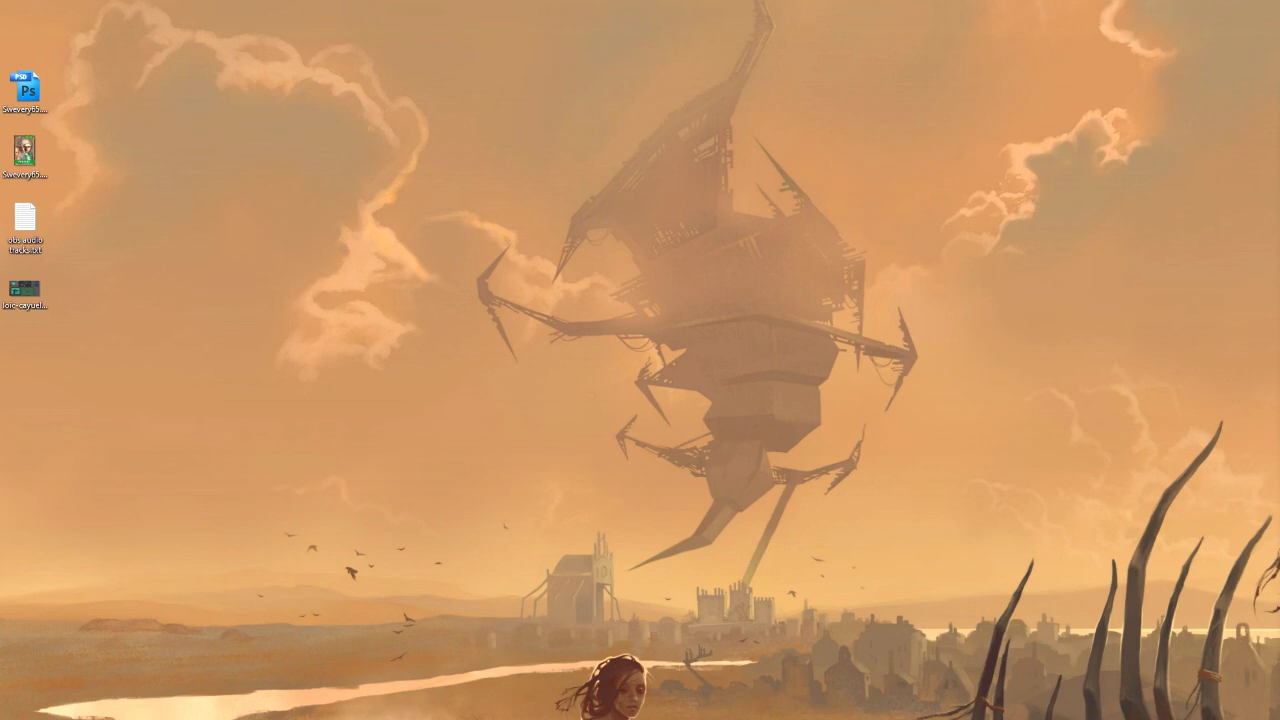 PSD
Ps
Swevery65....
Swevery65....
obs audio
tracks.txt
loic-cayuel...